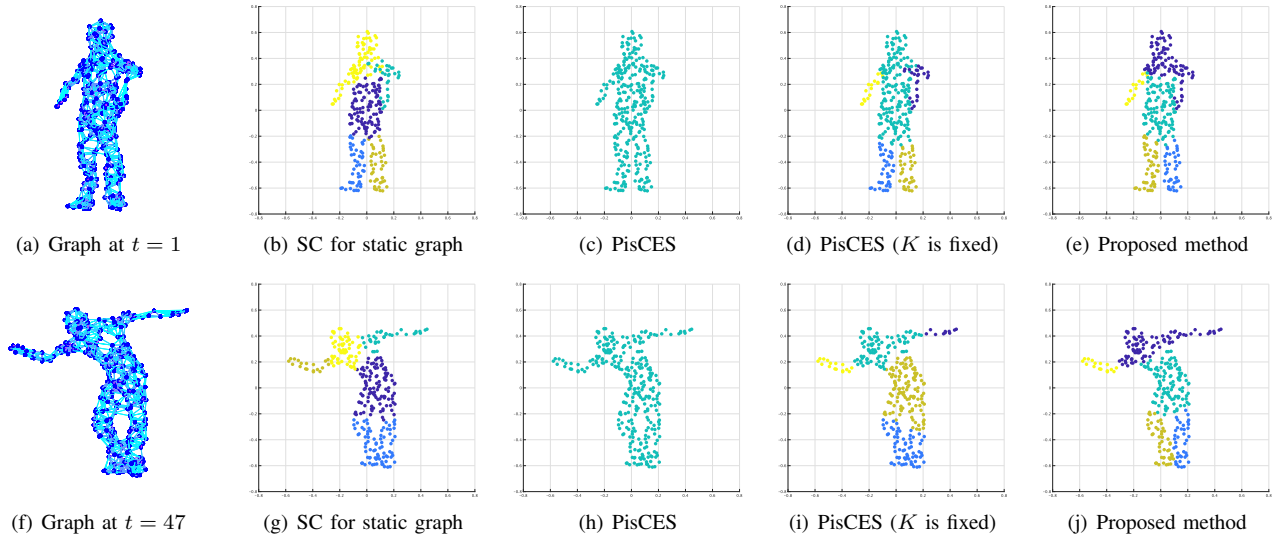 (a) Graph at t = 1
(b) SC for static graph
(c) PisCES
(d) PisCES (K is fixed)
(e) Proposed method
(f) Graph at t = 47
(g) SC for static graph
(h) PisCES
(i) PisCES (K is fixed)
(j) Proposed method